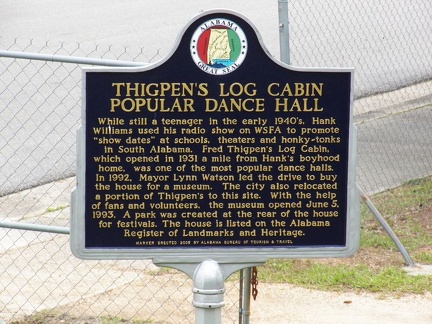 ALABAMA
GREAT SEAL
THIGPEN'S LOG CABIN
POPULAR DANCE HALL
While still a teenager in the early 1940's. Hank
Williams used his radio show on WSFA to promote
"show dates" at schools, theaters and honky-tonks
in South Alabama. Fred Thigpen's Log Cabin,
which opened in 1931 a mile from Hank's boyhood
home, was one of the most popular dance halls.
In 1992, Mayor Lynn Watson led the drive to buy
the house for a museum. The city also relocated
a portion of Thigpen's to this site. With the help
of fans and volunteers, the museum opened June 5,
1993. A park was created at the rear of the house
for festivals. The house is listed on the Alabama
Register of Landmarks and Heritage.
MARKER ERECTED 2005 BY ALABAMA BUREAU OF TOURISM & TRAVEL